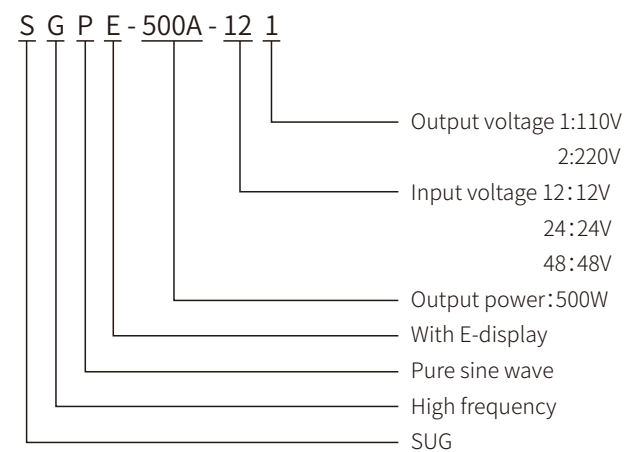 S G P E - 500A - 12 1
Output voltage 1:110V
2:220V
Input voltage 12：12V
24：24V
48：48V
Output power：500W
With E-display
Pure sine wave
High frequency
SUG